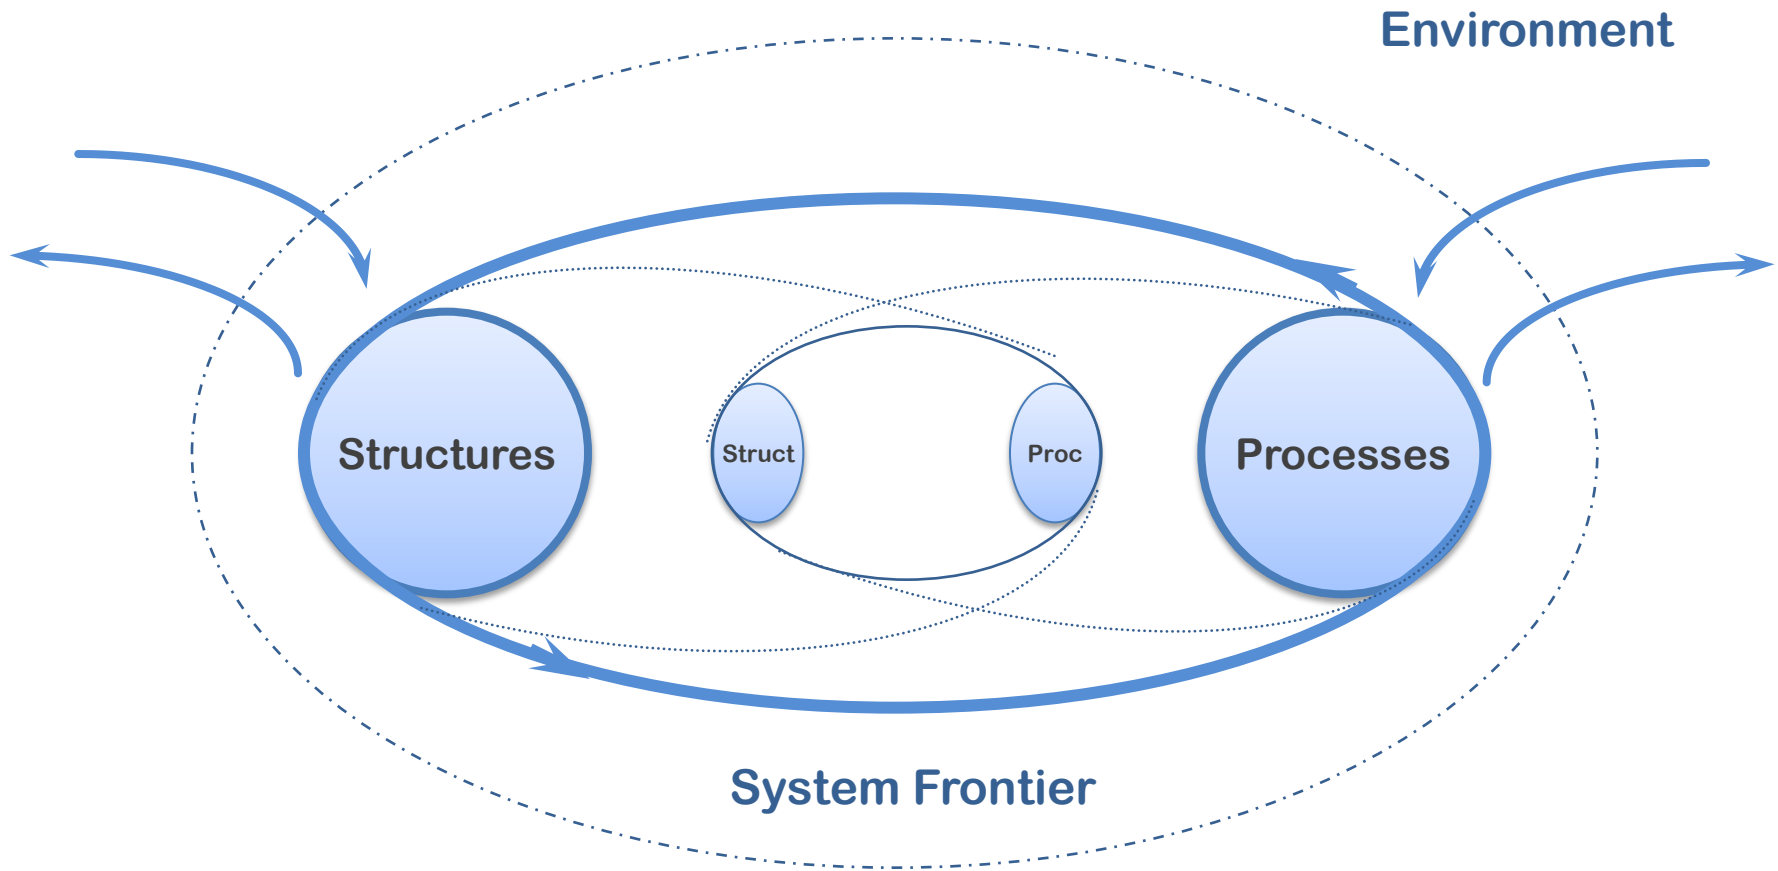 Environment
Structures
Struct
Proc
Processes
System Frontier